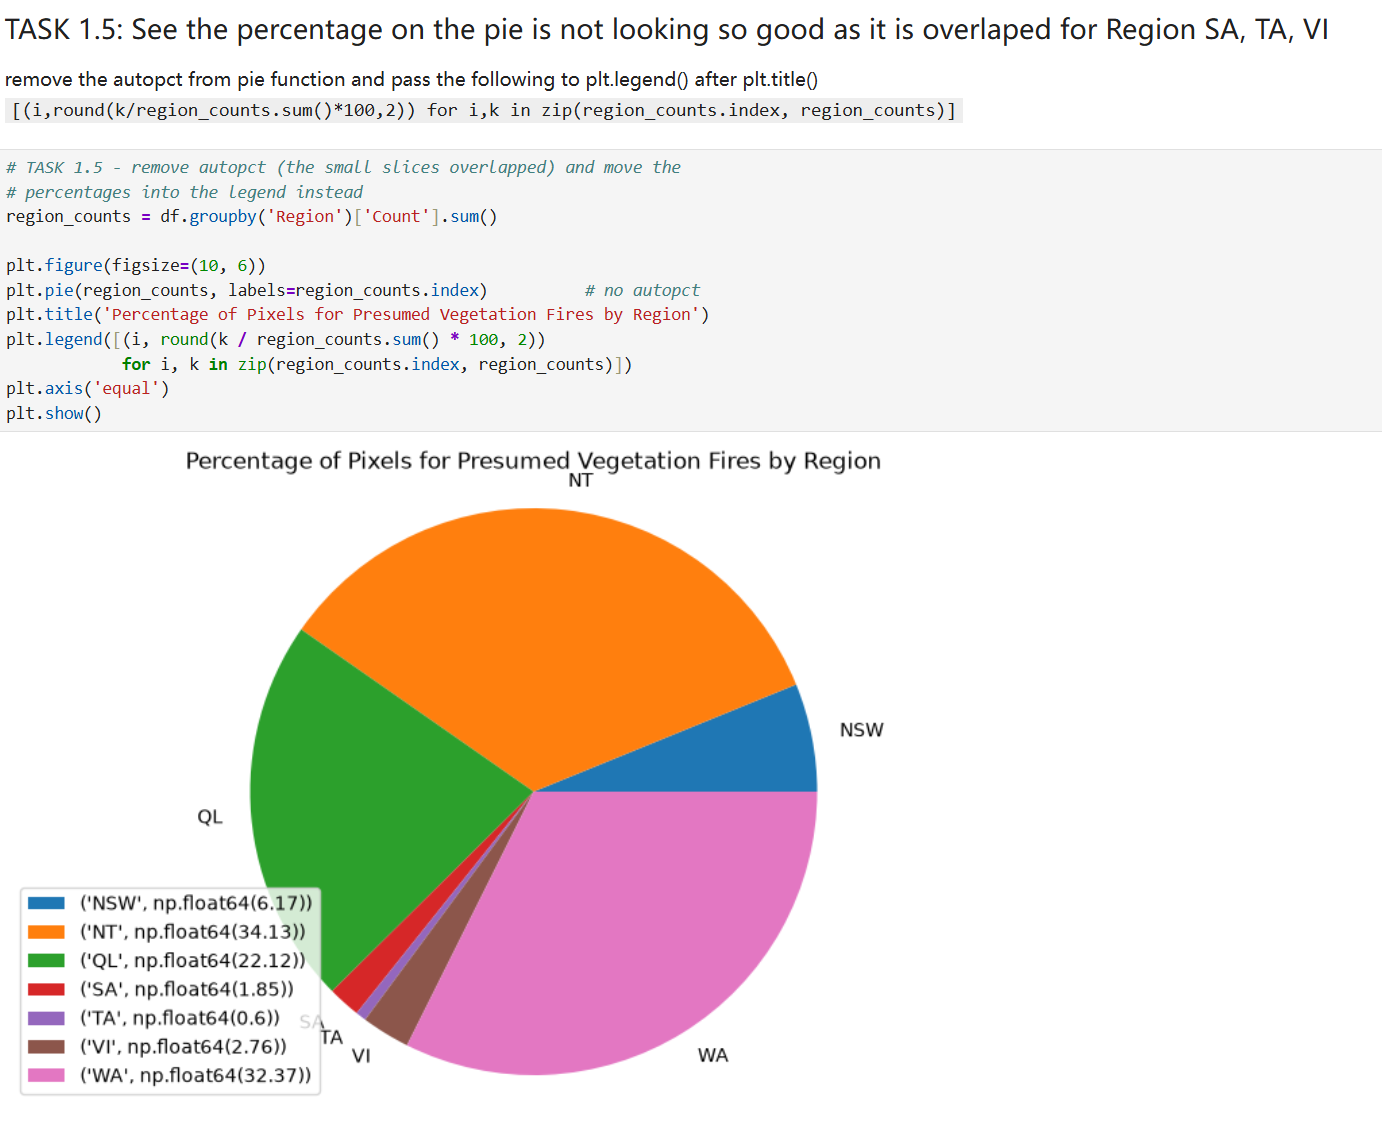 TASK 1.5: See the percentage on the pie is not looking so good as it is overlaped for Region SA, TA, VI
remove the autopct from pie function and pass the following to plt.legend() after plt.title()
[(i,round(k/region_counts.sum()*100,2)) for i,k in zip(region_counts.index, region_counts)]
# TASK 1.5 - remove autopct (the small slices overlapped) and move the
# percentages into the legend instead
region_counts = df.groupby('Region')['Count'].sum()
plt.figure(figsize=(10, 6))
plt.pie(region_counts, labels=region_counts.index)          # no autopct
plt.title('Percentage of Pixels for Presumed Vegetation Fires by Region')
plt.legend([(i, round(k / region_counts.sum() * 100, 2))
            for i, k in zip(region_counts.index, region_counts)])
plt.axis('equal')
plt.show()
Percentage of Pixels for Presumed Vegetation Fires by Region
NT
NSW
QL
('NSW', np.float64(6.17))
('NT', np.float64(34.13))
('QL', np.float64(22.12))
('SA', np.float64(1.85))
('TA', np.float64(0.6))
('VI', np.float64(2.76))
('WA', np.float64(32.37))
SA
TA
VI
WA